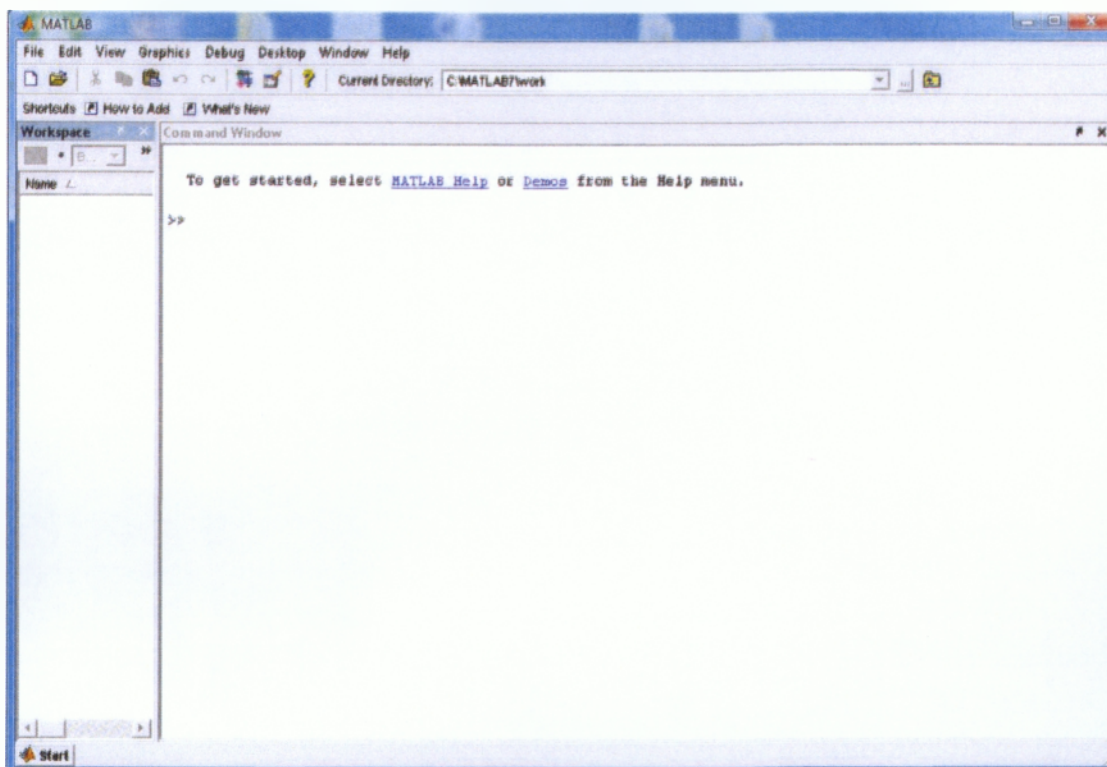 MATLAB
File Edit View Graphics Debug Desktop Window Help
Current Directory: C:\MATLAB7\work
Shortcuts How to Add What's New
Workspace
Command Window
Name
To get started, select MATLAB Help or Demos from the Help menu.
>>
Start